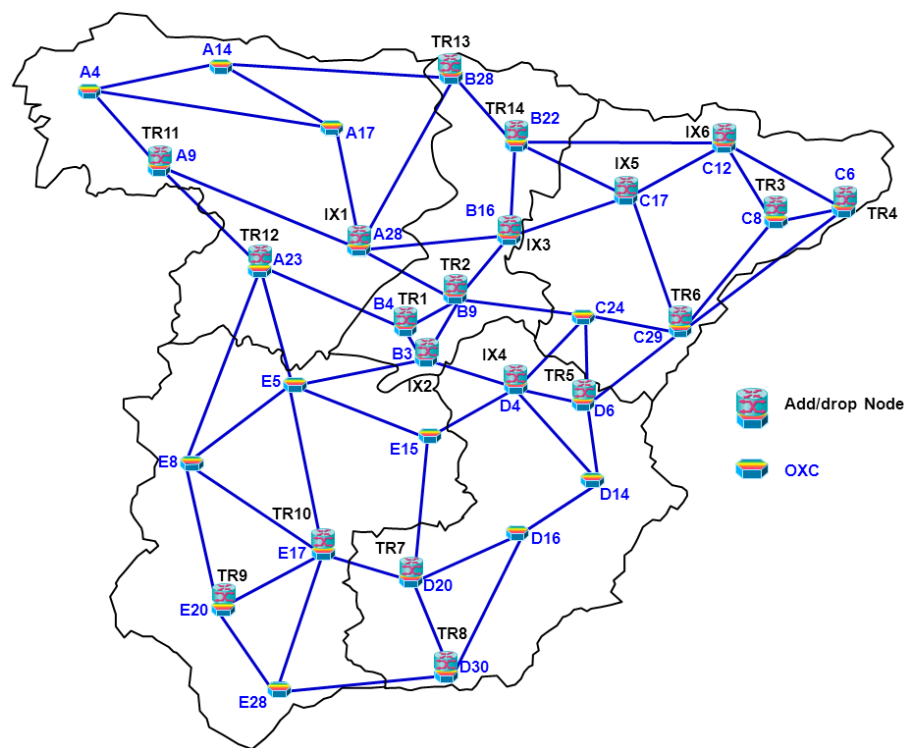 TR13
A14
B28
A4
TR14
B22
IX6
A17
C12
TR11
A9
IX5
C6
TR3
C17
C8
TR4
IX1
A28
B16
IX3
TR12
A23
TR2
B9
B4
TR1
C24
TR6
C29
B3
IX2
IX4
TR5
D4
D6
E5
Add/drop Node
E15
E8
OXC
D14
TR10
E17
D16
TR7
D20
TR9
E20
TR8
D30
E28